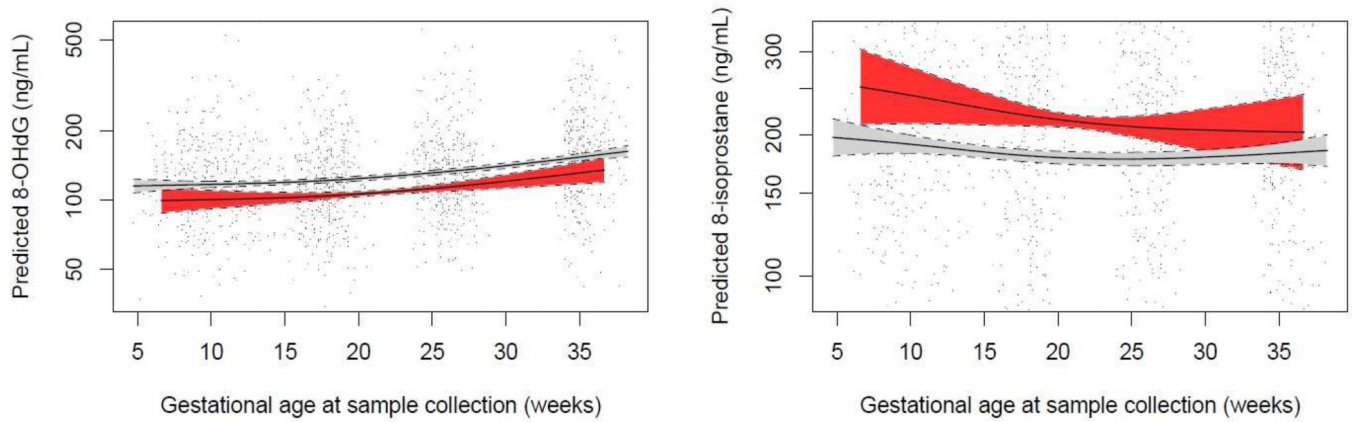 Predicted 8-OHdG (ng/mL)
500
200
100
50
5 10 15 20 25 30 35
Gestational age at sample collection (weeks)
Predicted 8-isoprostane (ng/mL)
300
200
150
100
5 10 15 20 25 30 35
Gestational age at sample collection (weeks)